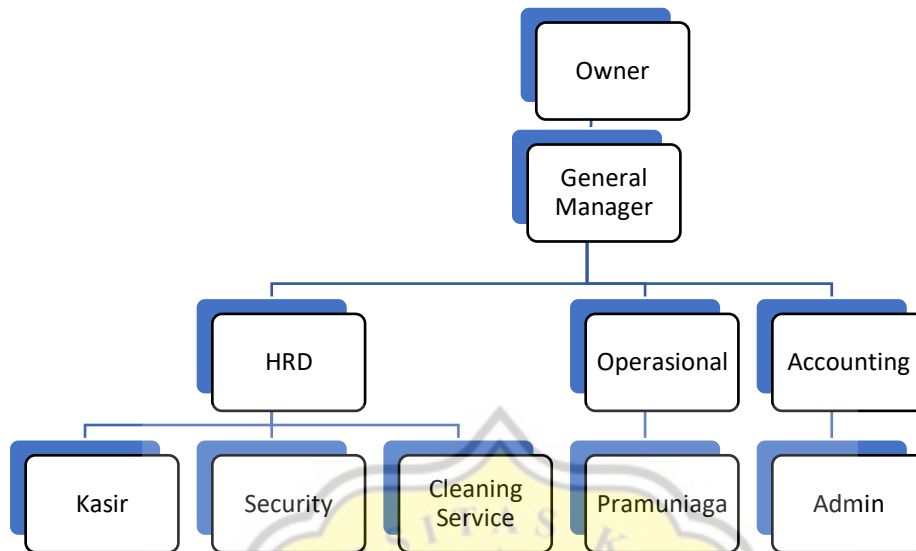 Owner
General
Manager
HRD
Operasional
Accounting
Kasir
Security
Cleaning
Service
Pramuniaga
Admin
S I T A S K